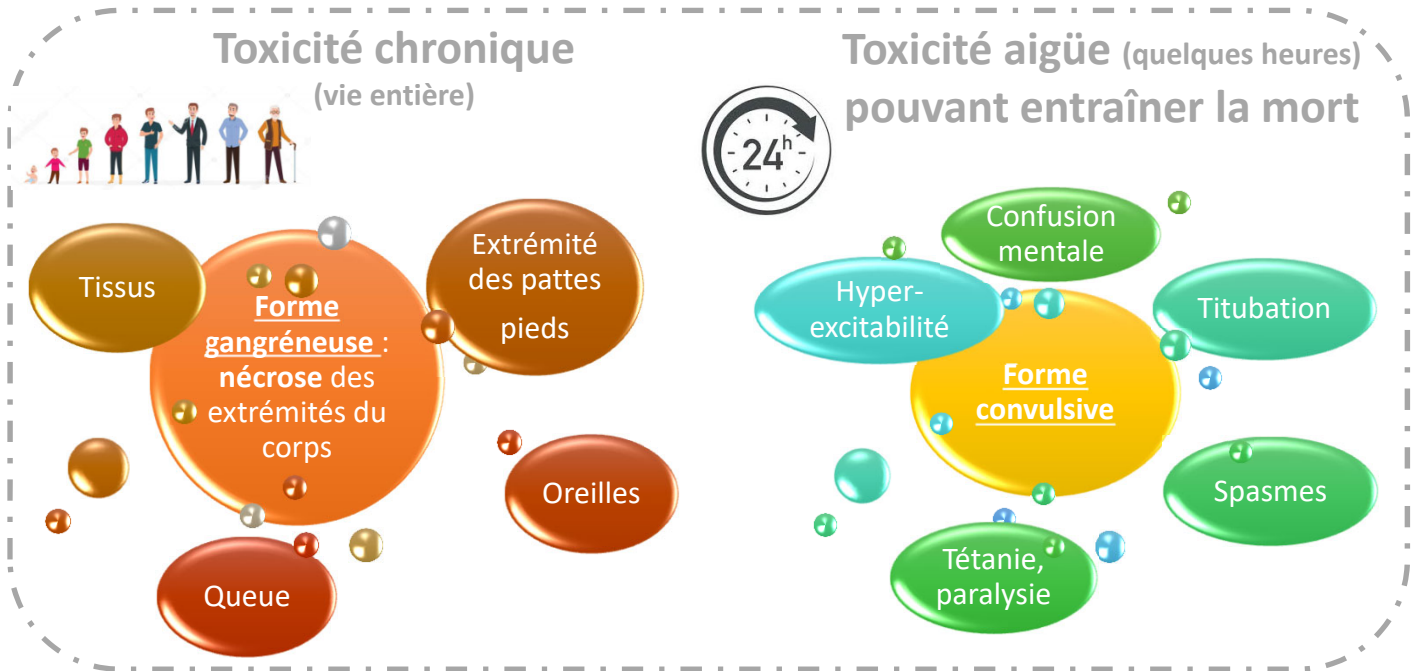 Toxicité chronique
(vie entière)
Tissus
Forme
gangréneuse :
nécrose des
extrémités du
corps
Extrémité
des pattes
pieds
Oreilles
Queue
Toxicité aigüe (quelques heures)
pouvant entraîner la mort
24h
Confusion
mentale
Hyper-
excitabilité
Titubation
Forme
convulsive
Spasmes
Tétanie,
paralysie